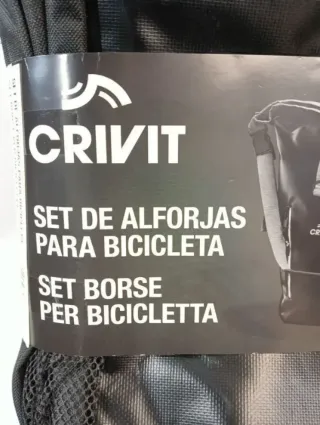 CRIVIT
SET DE ALFORJAS
PARA BICICLETA
SET BORSE
PER BICICLETTA